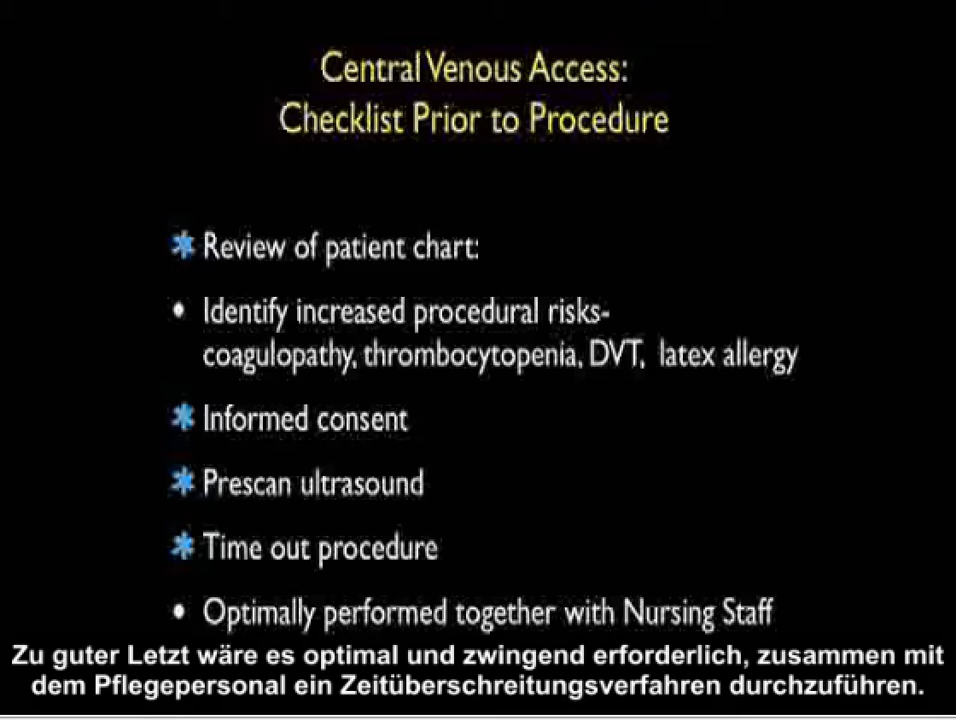 Central Venous Access:
Checklist Prior to Procedure
* Review of patient chart:
• Identify increased procedural risks-
coagulopathy, thrombocytopenia, DVT, latex allergy
* Informed consent
* Prescan ultrasound
* Time out procedure
• Optimally performed together with Nursing Staff
Zu guter Letzt wäre es optimal und zwingend erforderlich, zusammen mit
dem Pflegepersonal ein Zeitüberschreitungsverfahren durchzuführen.